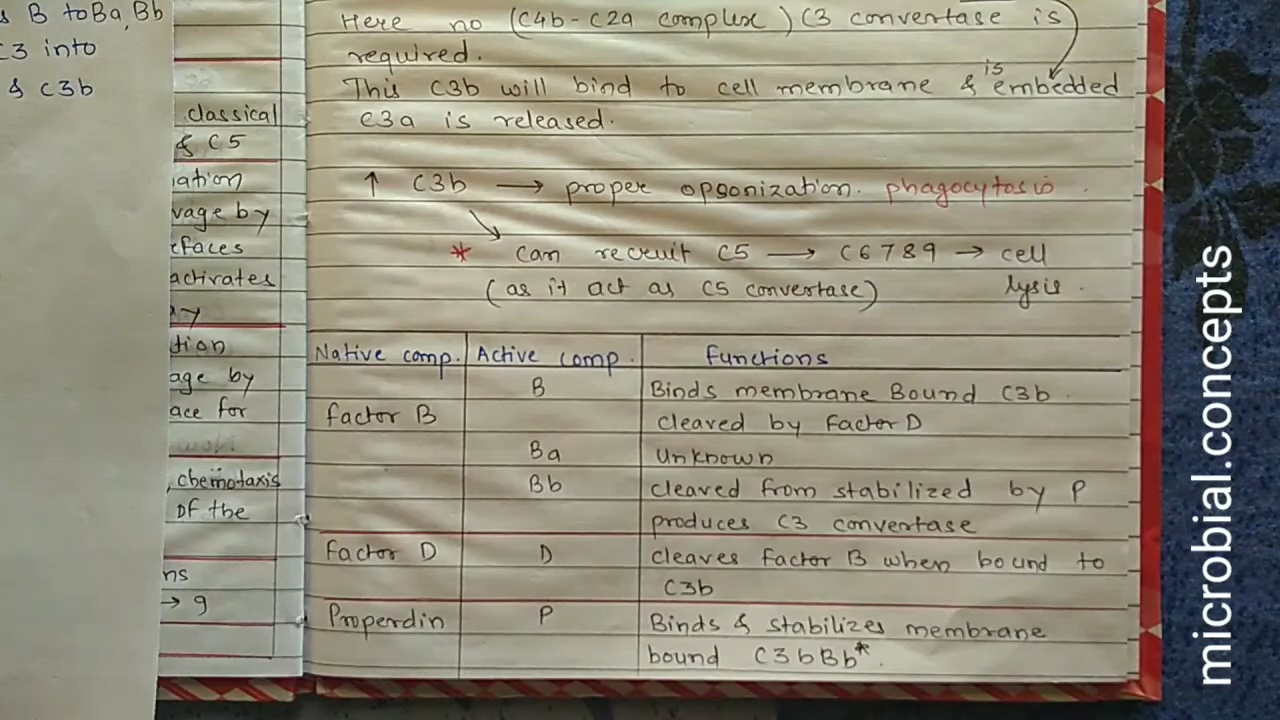 s B to Ba, Bb
C3 into
& C3b
classical
& C5
iation
vage by
rfaces
activates
ry
tion
age by
ace for
, chemotaxis
of the
ns
→ 9
Here no (C4b-C2a complex) C3 convertase is
required.
This C3b will bind to cell membrane & is embedded
C3a is released.
↑ C3b → proper opsonization. phagocytosis.
* can recruit C5 → C6789 → cell
(as it act as C5 convertase) lysis.
Native comp. Active comp. Functions
B Binds membrane Bound C3b.
factor B cleaved by factor D
Ba Unknown
Bb cleaved from stabilized by P
produces C3 convertase
factor D D cleaves factor B when bound to
C3b
Properdin P Binds & stabilizes membrane
bound C3bBb*.
microbial.concepts